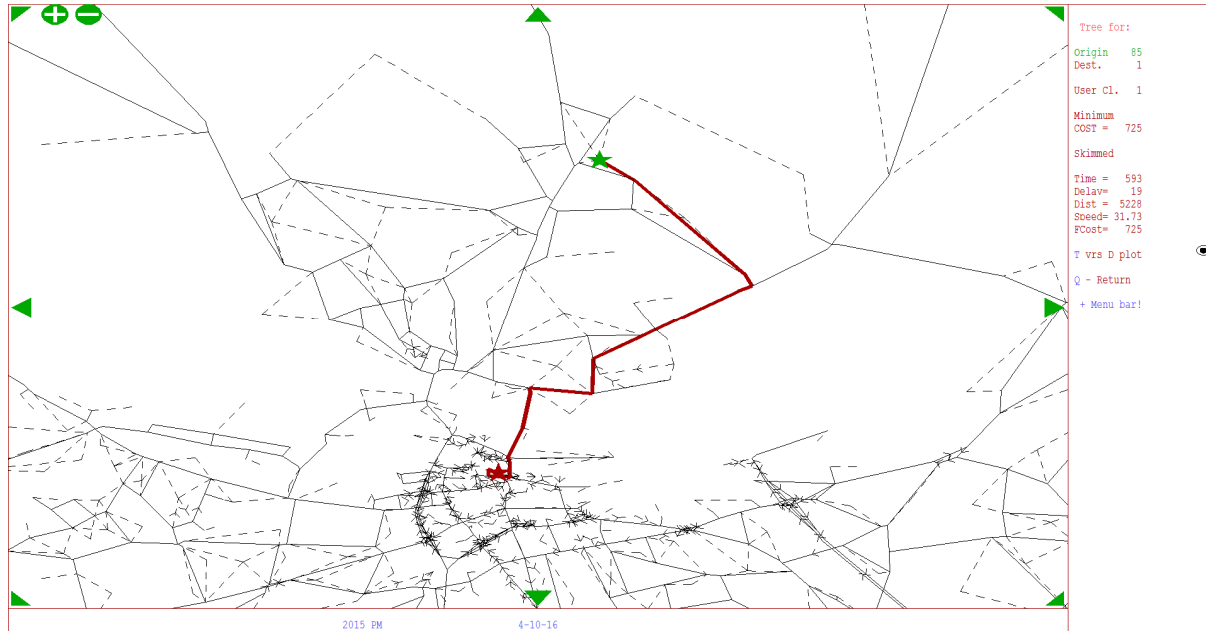 Tree for:
Origin 85
Dest. 1
User Cl. 1
Minimum
COST = 725
Skimmed
Time = 593
Delay= 19
Dist = 5228
Speed= 31.73
FCost= 725
T vrs D plot
Q - Return
+ Menu bar!
2015 PM 4-10-16